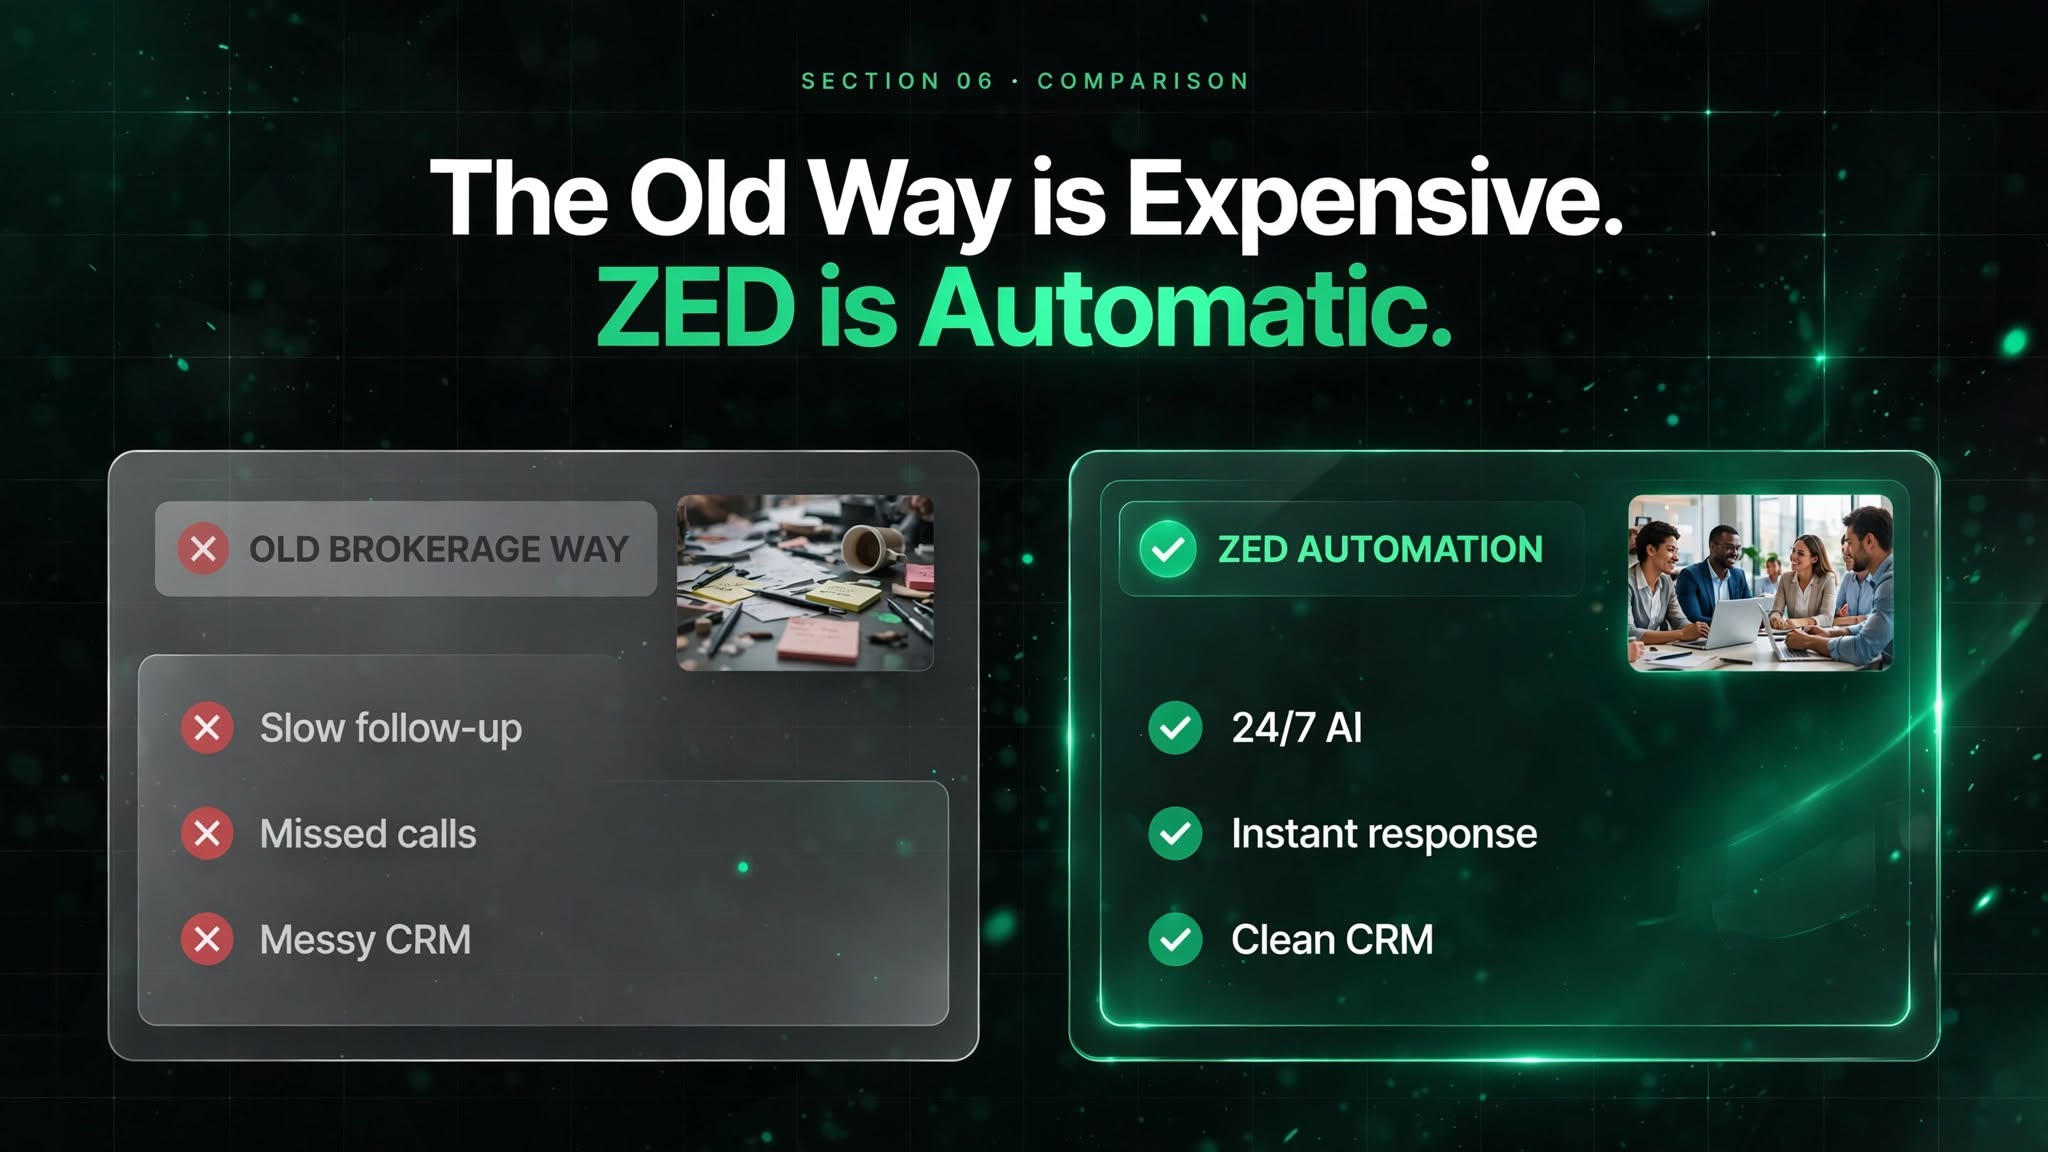 SECTION 06 · COMPARISON
The Old Way is Expensive.
ZED is Automatic.
OLD BROKERAGE WAY
Slow follow-up
Missed calls
Messy CRM
ZED AUTOMATION
24/7 AI
Instant response
Clean CRM